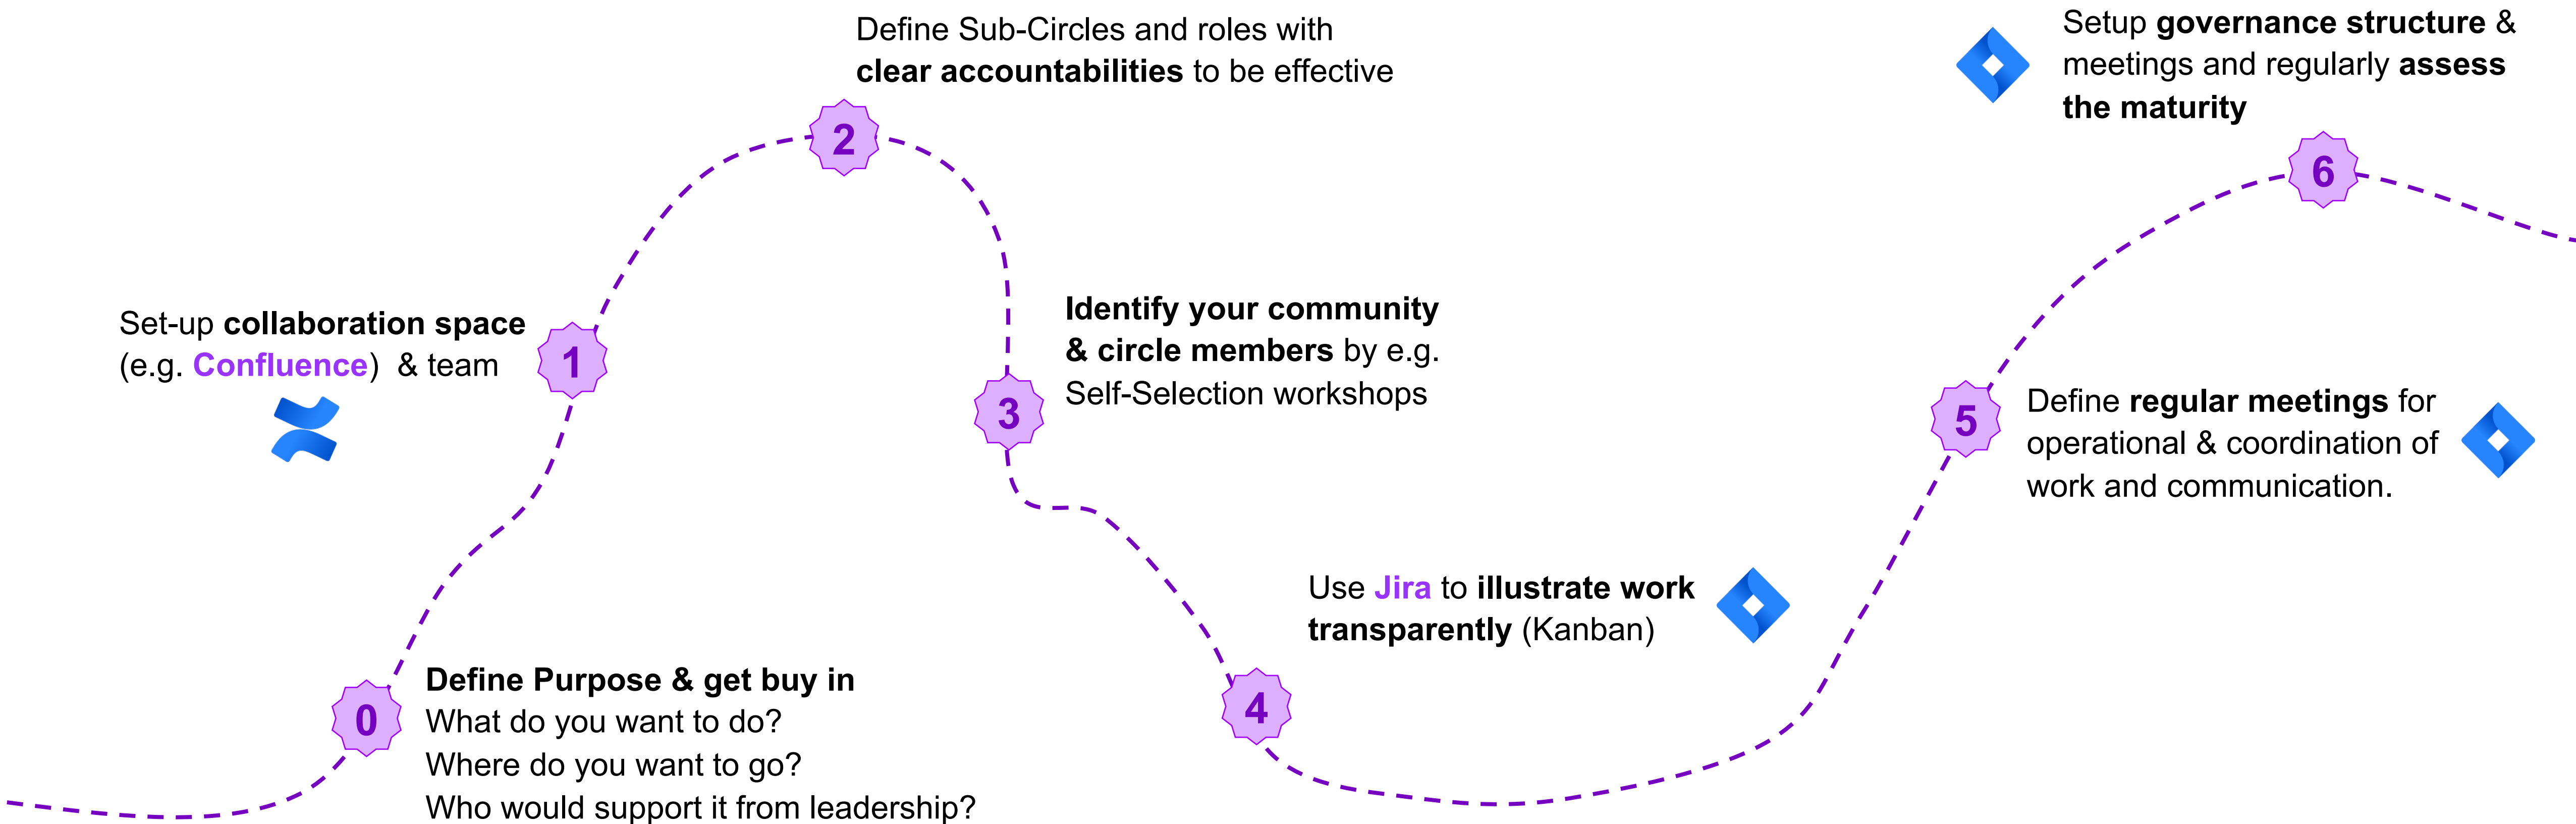 0
Define Purpose & get buy in
What do you want to do?
Where do you want to go?
Who would support it from leadership?
1
Set-up collaboration space
(e.g. Confluence)  & team
2
Define Sub-Circles and roles with
clear accountabilities to be effective
3
Identify your community
& circle members by e.g.
Self-Selection workshops
4
Use Jira to illustrate work
transparently (Kanban)
5
Define regular meetings for
operational & coordination of
work and communication.
6
Setup governance structure &
meetings and regularly assess
the maturity